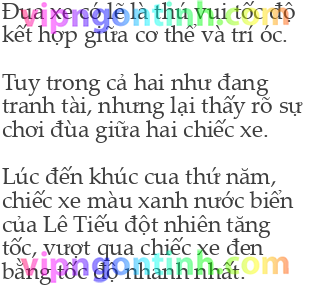 Đua xe có lẽ là thú vui tốc độ
kết hợp giữa cơ thể và trí óc.
Tuy trong cả hai như đang
tranh tài, nhưng lại thấy rõ sự
chơi đùa giữa hai chiếc xe.
Lúc đến khúc cua thứ năm,
chiếc xe màu xanh nước biển
của Lê Tiếu đột nhiên tăng
tốc, vượt qua chiếc xe đen
bằng tốc độ nhanh nhất.
vipngontinh.com
vipngontinh.com